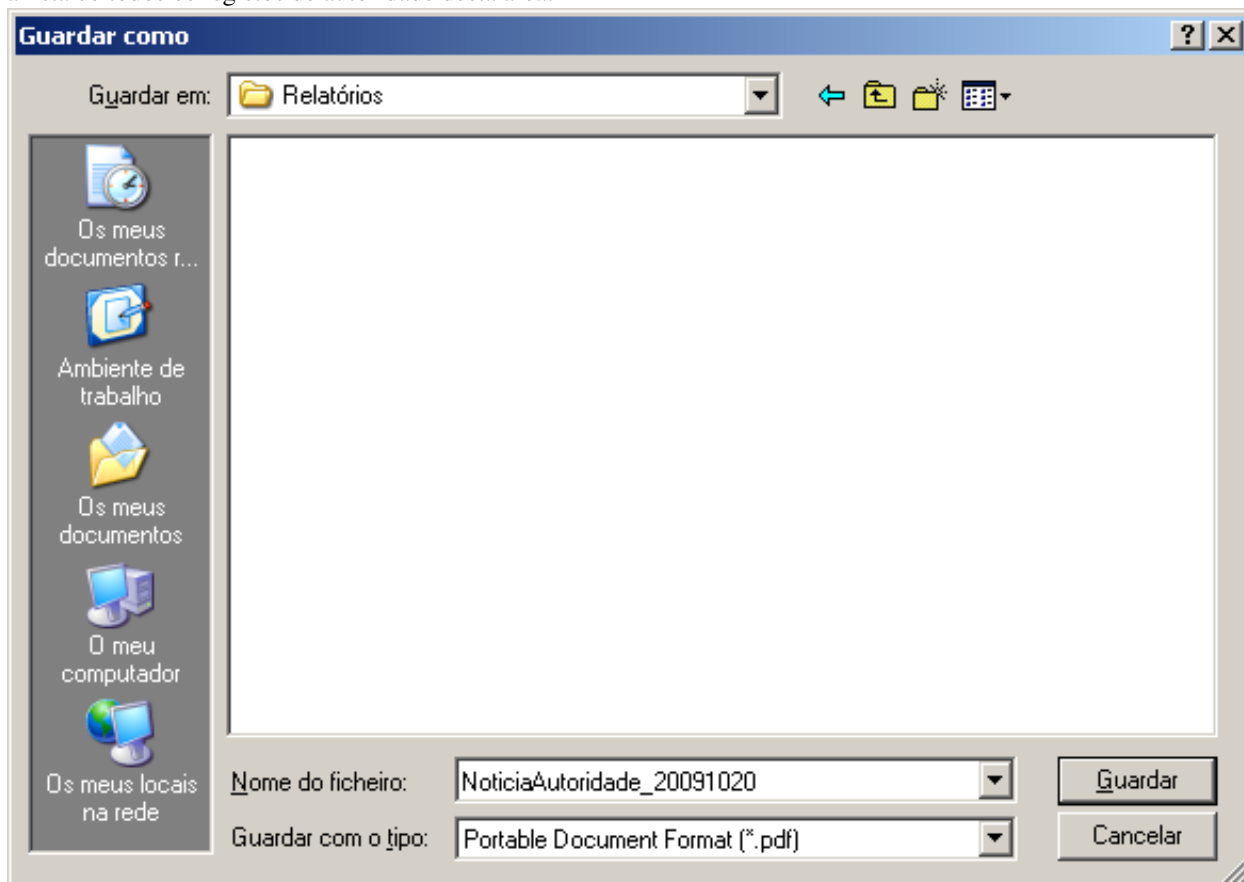 Guardar como
Guardar em:
Relatórios
Os meus
documentos r...
Ambiente de
trabalho
Os meus
documentos
O meu
computador
Os meus locais
na rede
Nome do ficheiro:
NoticiaAutoridade_20091020
Guardar
Guardar com o tipo:
Portable Document Format (*.pdf)
Cancelar